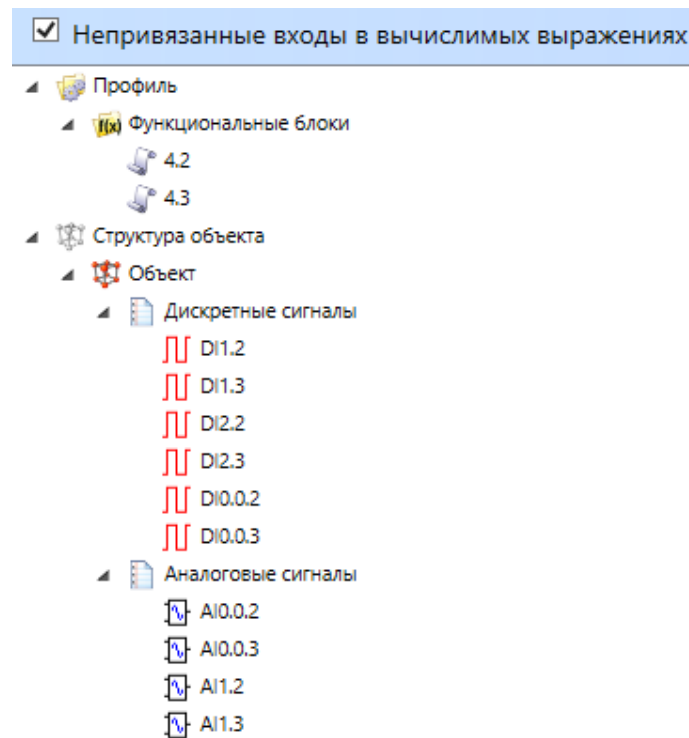 Непривязанные входы в вычислимых выражениях
Профиль
f(x) Функциональные блоки
4.2
4.3
Структура объекта
Объект
Дискретные сигналы
DI1.2
DI1.3
DI2.2
DI2.3
DI0.0.2
DI0.0.3
Аналоговые сигналы
AI0.0.2
AI0.0.3
AI1.2
AI1.3